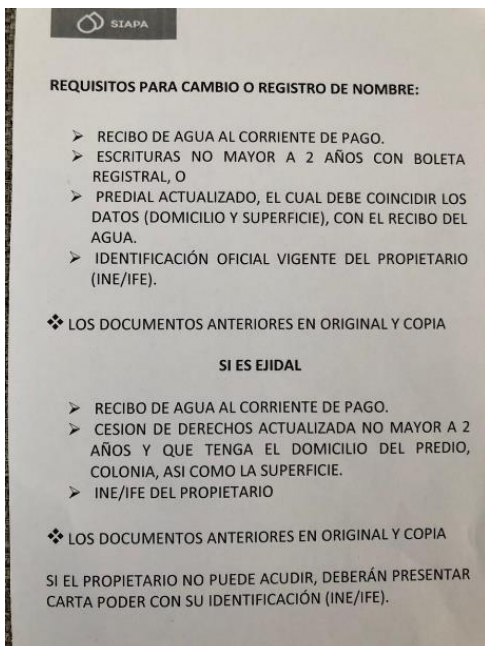 SIAPA
REQUISITOS PARA CAMBIO O REGISTRO DE NOMBRE:
➢ RECIBO DE AGUA AL CORRIENTE DE PAGO.
➢ ESCRITURAS NO MAYOR A 2 AÑOS CON BOLETA
REGISTRAL, O
➢ PREDIAL ACTUALIZADO, EL CUAL DEBE COINCIDIR LOS
DATOS (DOMICILIO Y SUPERFICIE), CON EL RECIBO DEL
AGUA.
➢ IDENTIFICACIÓN OFICIAL VIGENTE DEL PROPIETARIO
(INE/IFE).
❖ LOS DOCUMENTOS ANTERIORES EN ORIGINAL Y COPIA
SI ES EJIDAL
➢ RECIBO DE AGUA AL CORRIENTE DE PAGO.
➢ CESION DE DERECHOS ACTUALIZADA NO MAYOR A 2
AÑOS Y QUE TENGA EL DOMICILIO DEL PREDIO,
COLONIA, ASI COMO LA SUPERFICIE.
➢ INE/IFE DEL PROPIETARIO
❖ LOS DOCUMENTOS ANTERIORES EN ORIGINAL Y COPIA
SI EL PROPIETARIO NO PUEDE ACUDIR, DEBERÁN PRESENTAR
CARTA PODER CON SU IDENTIFICACIÓN (INE/IFE).